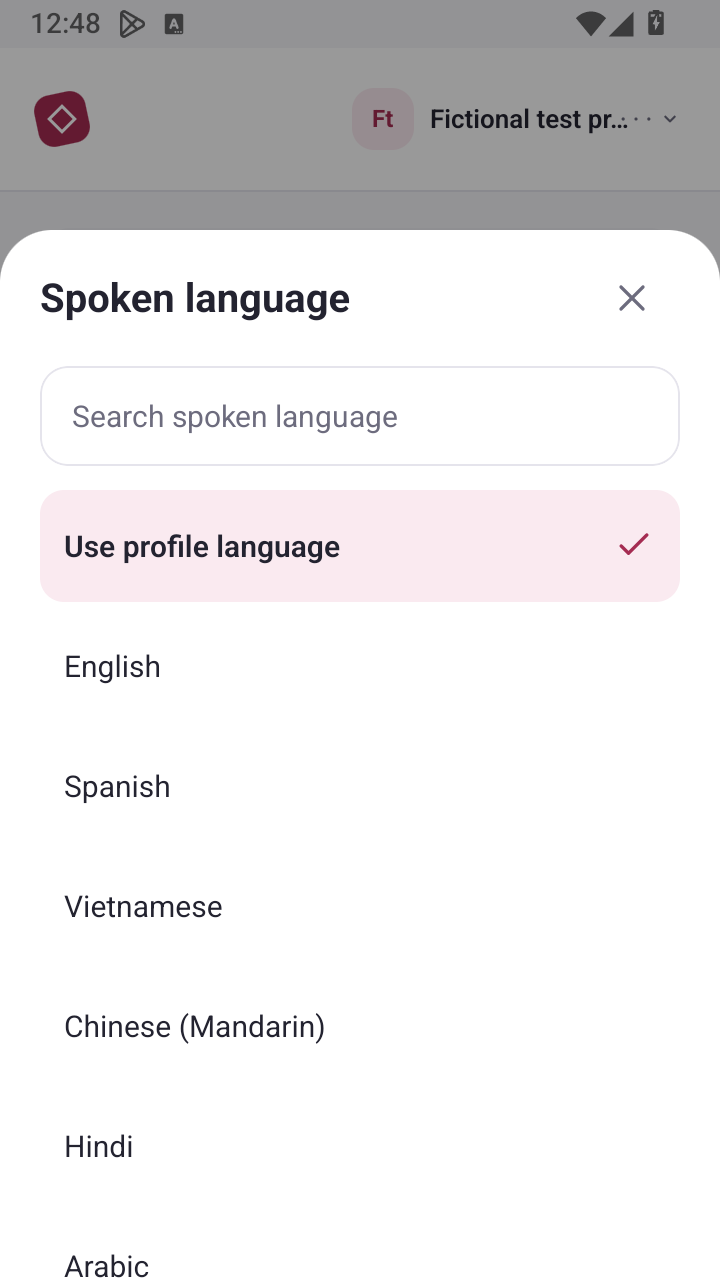 12:48
Ft Fictional test pr...
Spoken language
Search spoken language
Use profile language
English
Spanish
Vietnamese
Chinese (Mandarin)
Hindi
Arabic